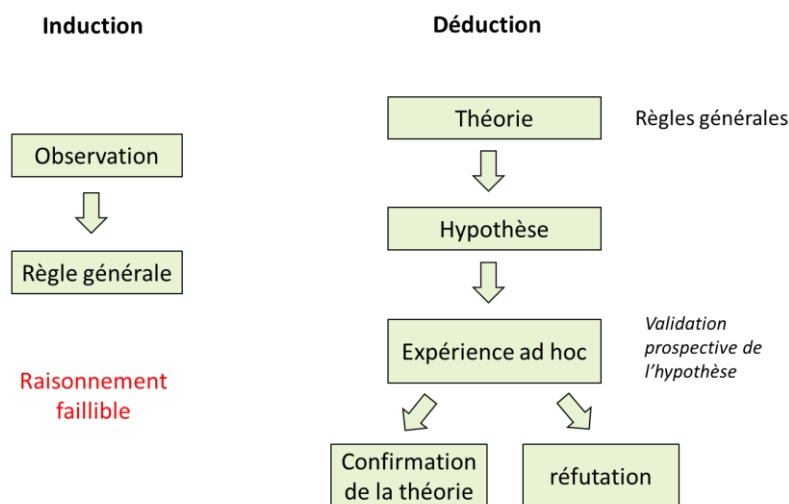 Induction
Observation
Règle générale
Raisonnement
faillible
Déduction
Théorie
Règles générales
Hypothèse
Expérience ad hoc
Validation
prospective de
l'hypothèse
Confirmation
de la théorie
réfutation